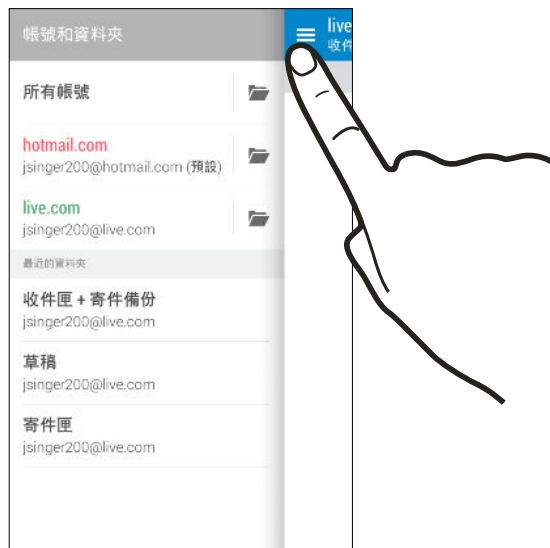 帳號和資料夾
live
收件
所有帳號
hotmail.com
jsinger200@hotmail.com (預設)
live.com
jsinger200@live.com
最近的資料夾
收件匣 + 寄件備份
jsinger200@live.com
草稿
jsinger200@live.com
寄件匣
jsinger200@live.com